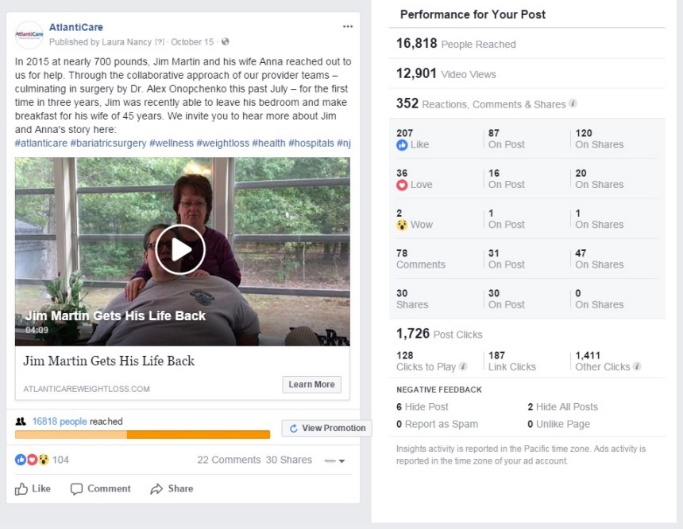 AtlantiCare
Published by Laura Nancy [?] · October 15 ·
In 2015 at nearly 700 pounds, Jim Martin and his wife Anna reached out to
us for help. Through the collaborative approach of our provider teams –
culminating in surgery by Dr. Alex Onopchenko this past July – for the first
time in three years, Jim was recently able to leave his bedroom and make
breakfast for his wife of 45 years. We invite you to hear more about Jim
and Anna's story here:
#atlanticare #bariatricsurgery #wellness #weightloss #health #hospitals #nj
Jim Martin Gets His Life Back
04:09
Jim Martin Gets His Life Back
ATLANTICAREWEIGHTLOSS.COM
Learn More
16818 people reached
View Promotion
104
22 Comments 30 Shares
Like Comment Share
Performance for Your Post
16,818 People Reached
12,901 Video Views
352 Reactions, Comments & Shares
207 87 120
Like On Post On Shares
36 16 20
Love On Post On Shares
2 1 1
Wow On Post On Shares
78 31 47
Comments On Post On Shares
30 30 0
Shares On Post On Shares
1,726 Post Clicks
128 187 1,411
Clicks to Play Link Clicks Other Clicks
NEGATIVE FEEDBACK
6 Hide Post 2 Hide All Posts
0 Report as Spam 0 Unlike Page
Insights activity is reported in the Pacific time zone. Ads activity is
reported in the time zone of your ad account.